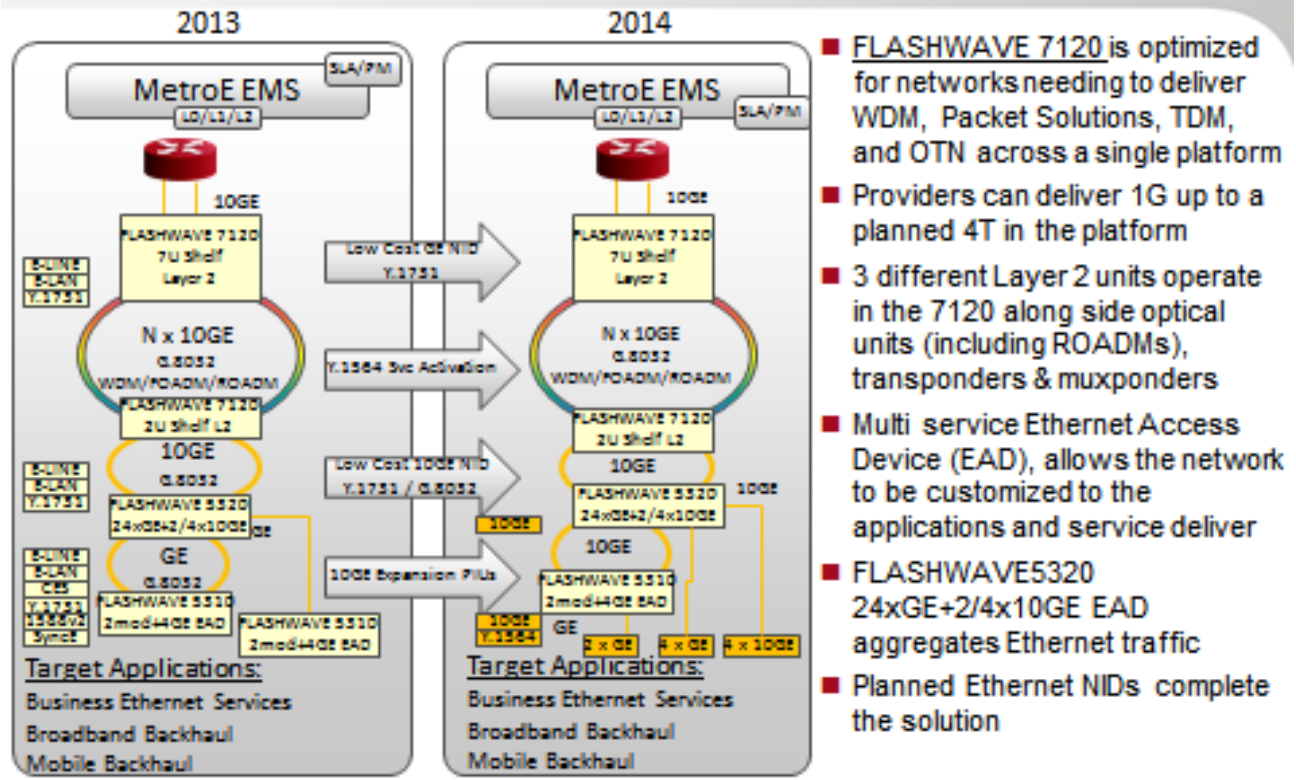 2013
SLA/PM
MetroE EMS
L0/L1/L2
10GE
FLASHWAVE 7120
7U Shelf
Layer 2
E-LINE
E-LAN
Y.1731
N x 10GE
G.8032
WDM/FOADM/ROADM
FLASHWAVE 7120
2U Shelf L2
10GE
G.8032
E-LINE
E-LAN
Y.1731
FLASHWAVE 5320
24xGE+2/4x10GE
GE
GE
G.8032
E-LINE
E-LAN
CES
Y.1731
1588v2
SyncE
FLASHWAVE 5310
2mod+4GE EAD
FLASHWAVE 5310
2mod+4GE EAD
Target Applications:
Business Ethernet Services
Broadband Backhaul
Mobile Backhaul
Low Cost GE NID
Y.1731
Y.1564 Svc Activation
Low Cost 10GE NID
Y.1731 / G.8032
10GE Expansion PIUs
2014
MetroE EMS
SLA/PM
L0/L1/L2
10GE
FLASHWAVE 7120
7U Shelf
Layer 2
N x 10GE
G.8032
WDM/FOADM/ROADM
FLASHWAVE 7120
2U Shelf L2
10GE
FLASHWAVE 5320
24xGE+2/4x10GE
10GE
10GE
10GE
FLASHWAVE 5310
2mod+4GE EAD
10GE
Y.1564
GE
2 x GE
4 x GE
4 x 10GE
Target Applications:
Business Ethernet Services
Broadband Backhaul
Mobile Backhaul
FLASHWAVE 7120 is optimized
for networks needing to deliver
WDM, Packet Solutions, TDM,
and OTN across a single platform
Providers can deliver 1G up to a
planned 4T in the platform
3 different Layer 2 units operate
in the 7120 along side optical
units (including ROADMs),
transponders & muxponders
Multi service Ethernet Access
Device (EAD), allows the network
to be customized to the
applications and service deliver
FLASHWAVE5320
24xGE+2/4x10GE EAD
aggregates Ethernet traffic
Planned Ethernet NIDs complete
the solution